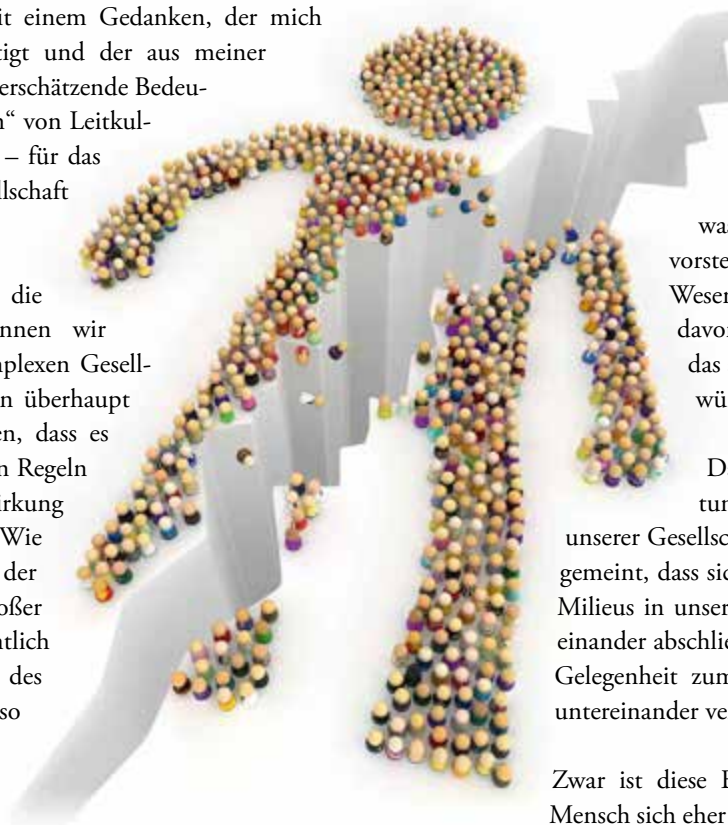 it einem Gedanken, der mich
tigt und der aus meiner
erschätzende Bedeu-
n“ von Leitkul-
– für das
llschaft
die
nnen wir
plexen Gesell-
n überhaupt
en, dass es
n Regeln
irkung
Wie
der
oßer
ntlich
des
so
wa
vorste
Wesen
davo
das
wü
D
tun
unserer Gesellsc
gemeint, dass sic
Milieus in unser
einander abschlie
Gelegenheit zum
untereinander ve
Zwar ist diese
Mensch sich eher